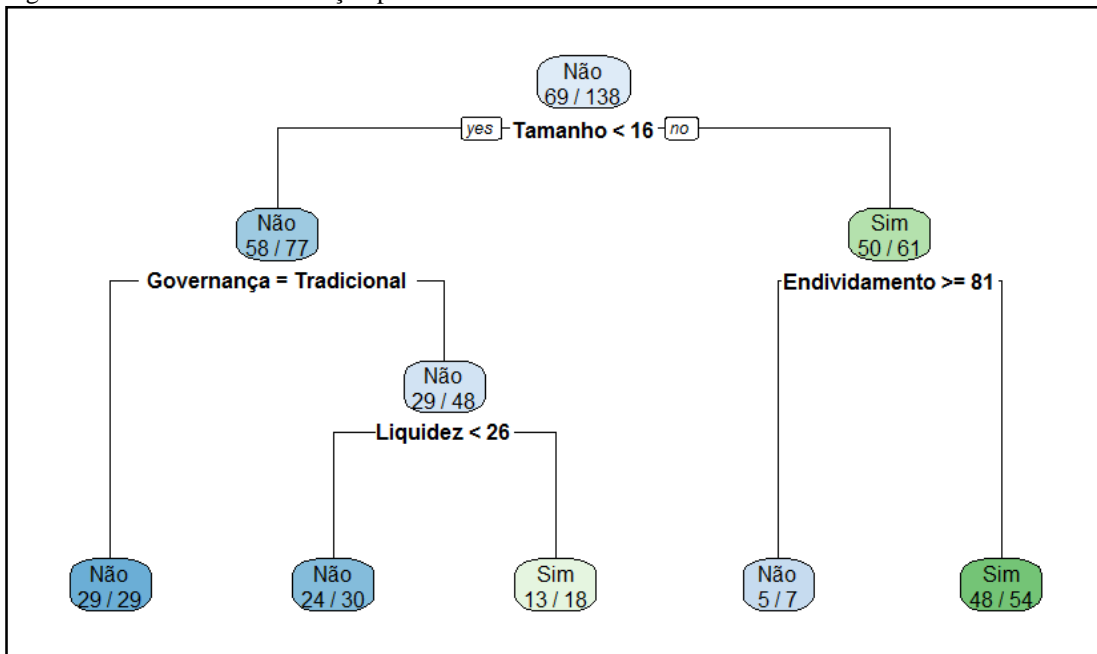 Não
69 / 138
yes Tamanho < 16 no
Não
58 / 77
Sim
50 / 61
Governança = Tradicional
Endividamento >= 81
Não
29 / 48
Liquidez < 26
Não
29 / 29
Não
24 / 30
Sim
13 / 18
Não
5 / 7
Sim
48 / 54